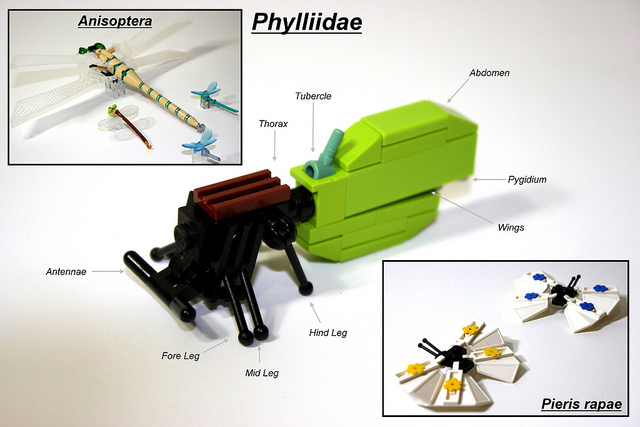 Anisoptera
Phylliidae
Abdomen
Tubercle
Thorax
Pygidium
Wings
Antennae
Hind Leg
Fore Leg
Mid Leg
Pieris rapae